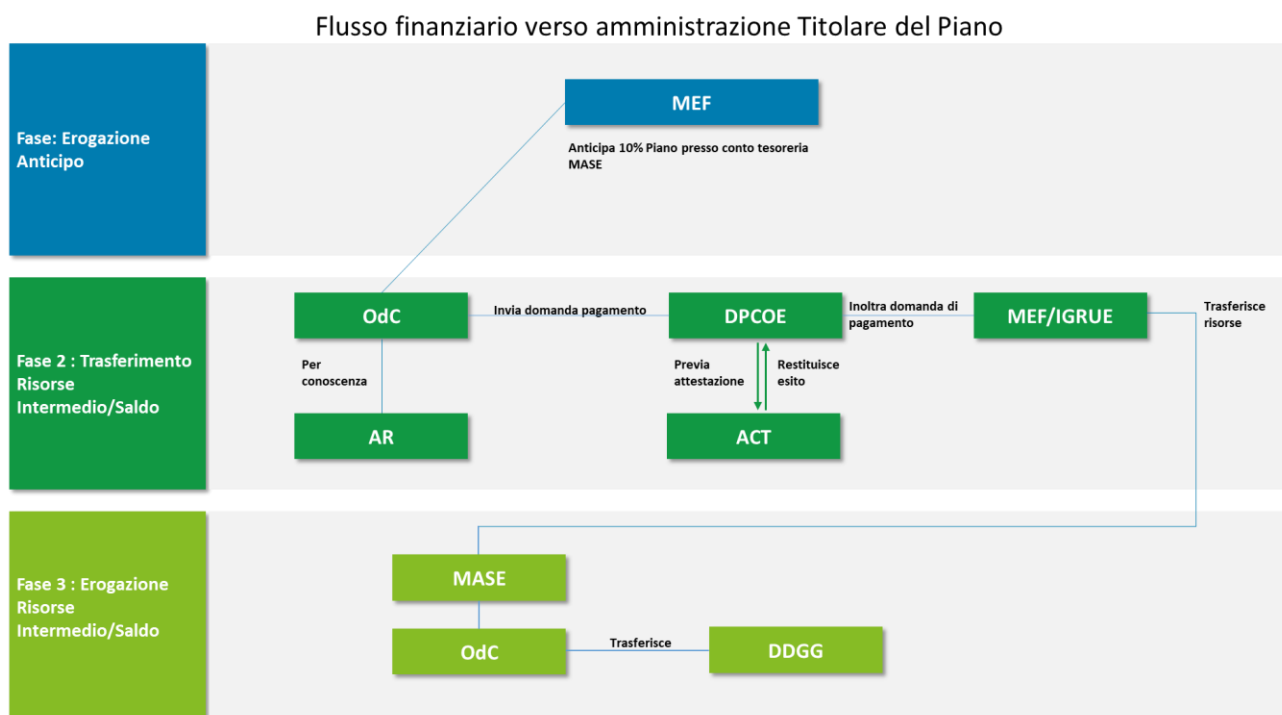 Flusso finanziario verso amministrazione Titolare del Piano
Fase: Erogazione
Anticipo
MEF
Anticipa 10% Piano presso conto tesoreria
MASE
Fase 2 : Trasferimento
Risorse
Intermedio/Saldo
OdC
Invia domanda pagamento
DPCOE
Inoltra domanda di
pagamento
MEF/IGRUE
Trasferisce
risorse
Per
conoscenza
Previa
attestazione
Restituisce
esito
AR
ACT
Fase 3 : Erogazione
Risorse
Intermedio/Saldo
MASE
OdC
Trasferisce
DDGG